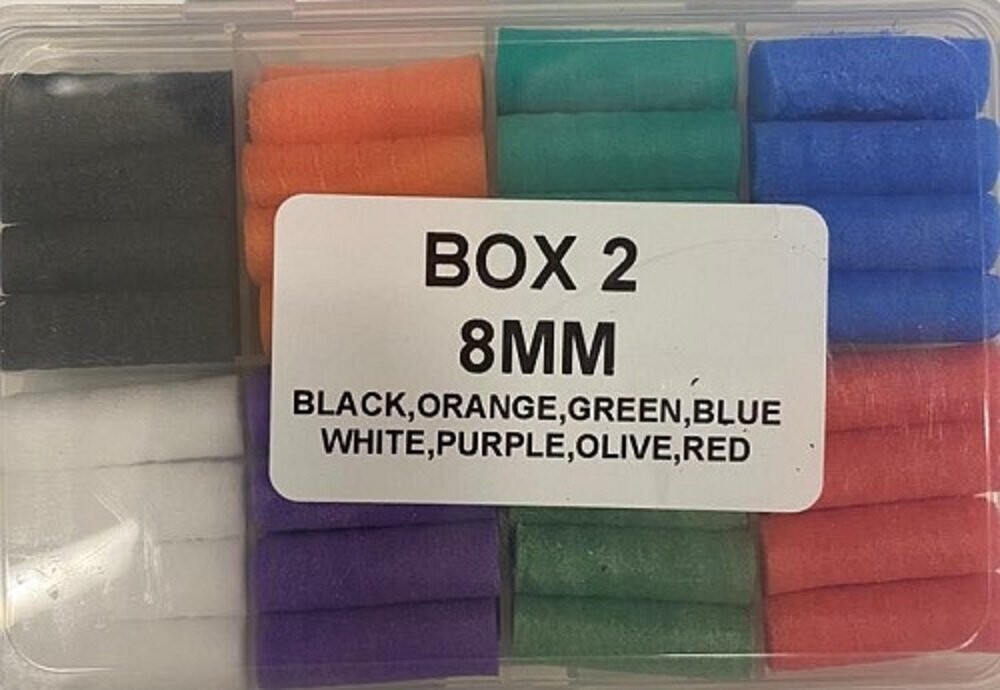 BOX 2
8MM
BLACK,ORANGE,GREEN,BLUE
WHITE,PURPLE,OLIVE,RED